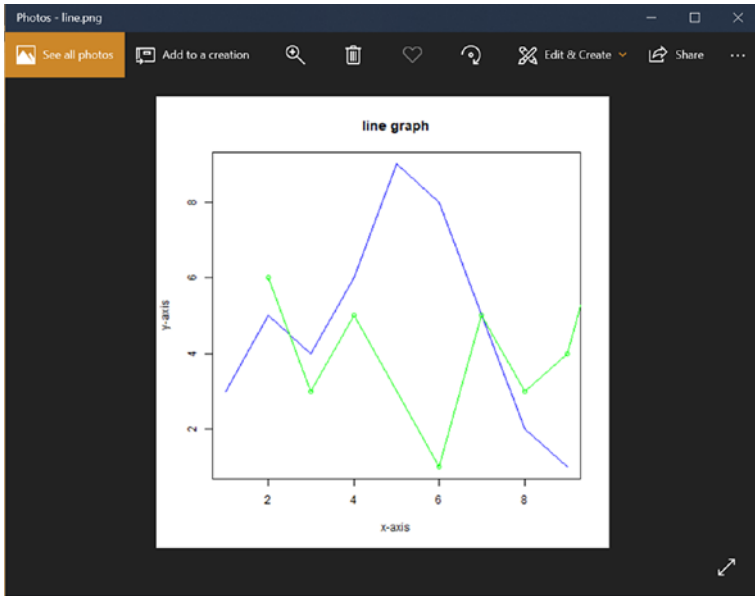 Photos - line.png
See all photos
Add to a creation
Edit & Create
Share
line graph
8
6
4
2
y-axis
2 4 6 8
x-axis